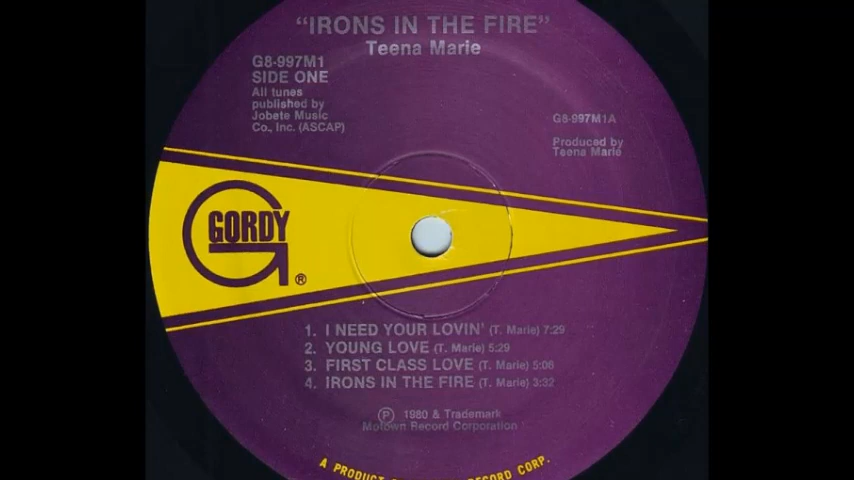 "IRONS IN THE FIRE"
Teena Marie
G8-997M1
SIDE ONE
All tunes
published by
Jobete Music
Co., Inc. (ASCAP)
G8-997M1A
Produced by
Teena Marie
GORDY
®
1. I NEED YOUR LOVIN' (T. Marie) 7:29
2. YOUNG LOVE (T. Marie) 5:29
3. FIRST CLASS LOVE (T. Marie) 5:06
4. IRONS IN THE FIRE (T. Marie) 3:32
Ⓟ 1980 & Trademark
Motown Record Corporation
A PRODUCT RECORD CORP.